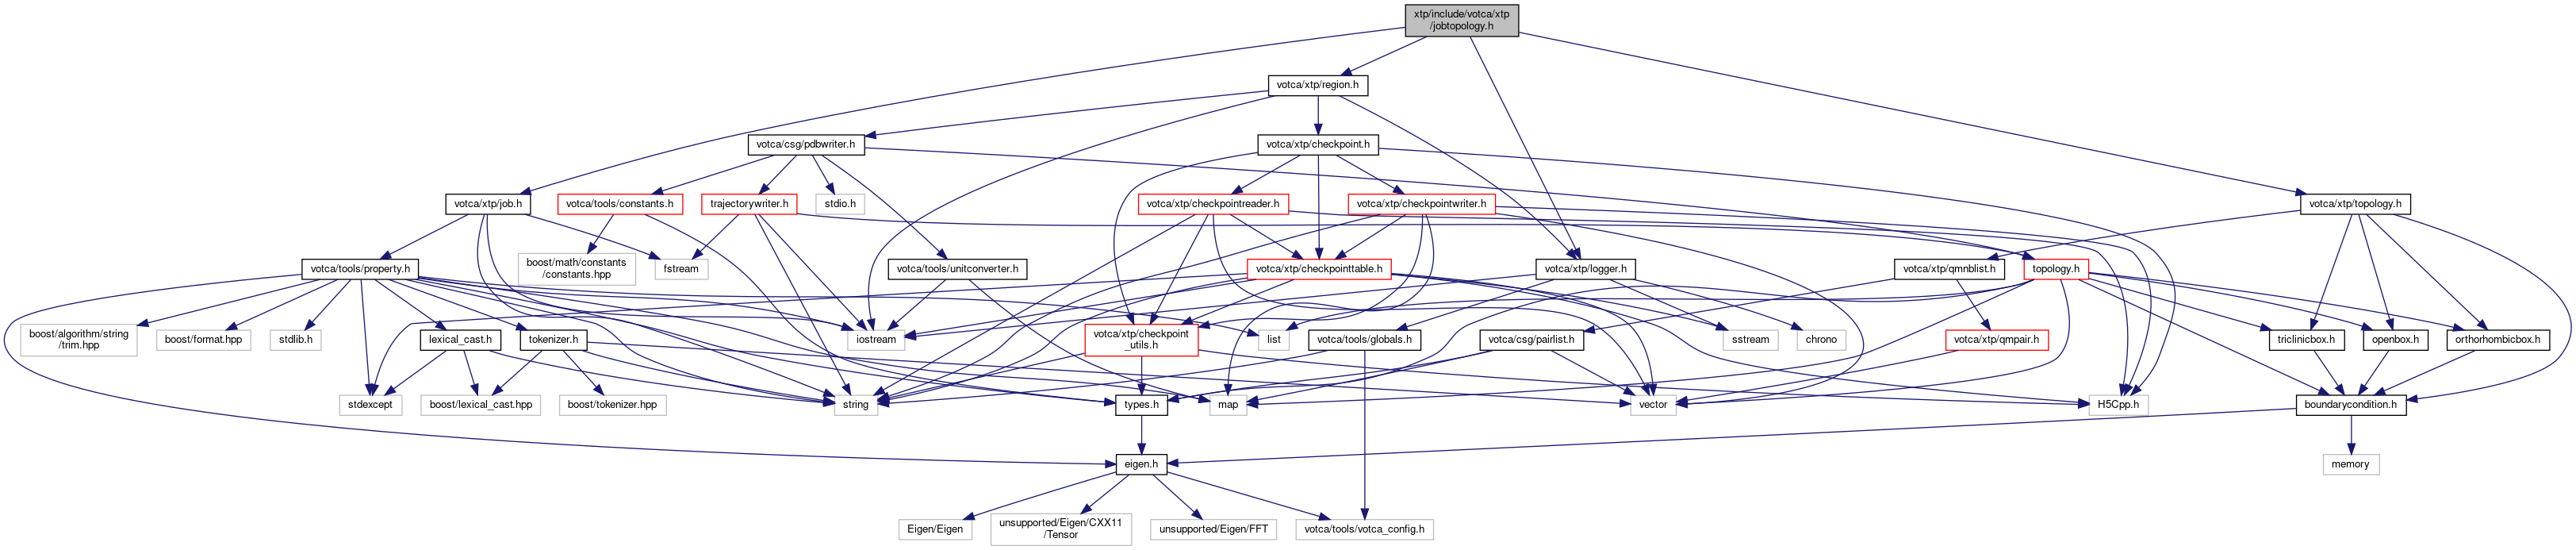 xtp/include/votca/xtp
/jobtopology.h
votca/xtp/region.h
votca/csg/pdbwriter.h
votca/xtp/checkpoint.h
votca/xtp/job.h
votca/tools/constants.h
trajectorywriter.h
stdio.h
votca/xtp/checkpointreader.h
votca/xtp/checkpointwriter.h
votca/xtp/topology.h
votca/tools/property.h
boost/math/constants
/constants.hpp
fstream
votca/tools/unitconverter.h
votca/xtp/checkpointtable.h
votca/xtp/logger.h
votca/xtp/qmnblist.h
topology.h
boost/algorithm/string
/trim.hpp
boost/format.hpp
stdlib.h
lexical_cast.h
tokenizer.h
iostream
votca/xtp/checkpoint
_utils.h
list
votca/tools/globals.h
votca/csg/pairlist.h
sstream
chrono
votca/xtp/qmpair.h
triclinicbox.h
openbox.h
orthorhombicbox.h
stdexcept
boost/lexical_cast.hpp
boost/tokenizer.hpp
string
types.h
map
vector
H5Cpp.h
boundarycondition.h
eigen.h
memory
Eigen/Eigen
unsupported/Eigen/CXX11
/Tensor
unsupported/Eigen/FFT
votca/tools/votca_config.h